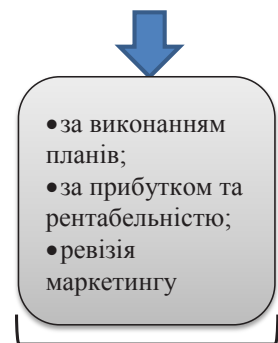 •за виконанням
планів;
•за прибутком та
рентабельністю;
•ревізія
маркетингу